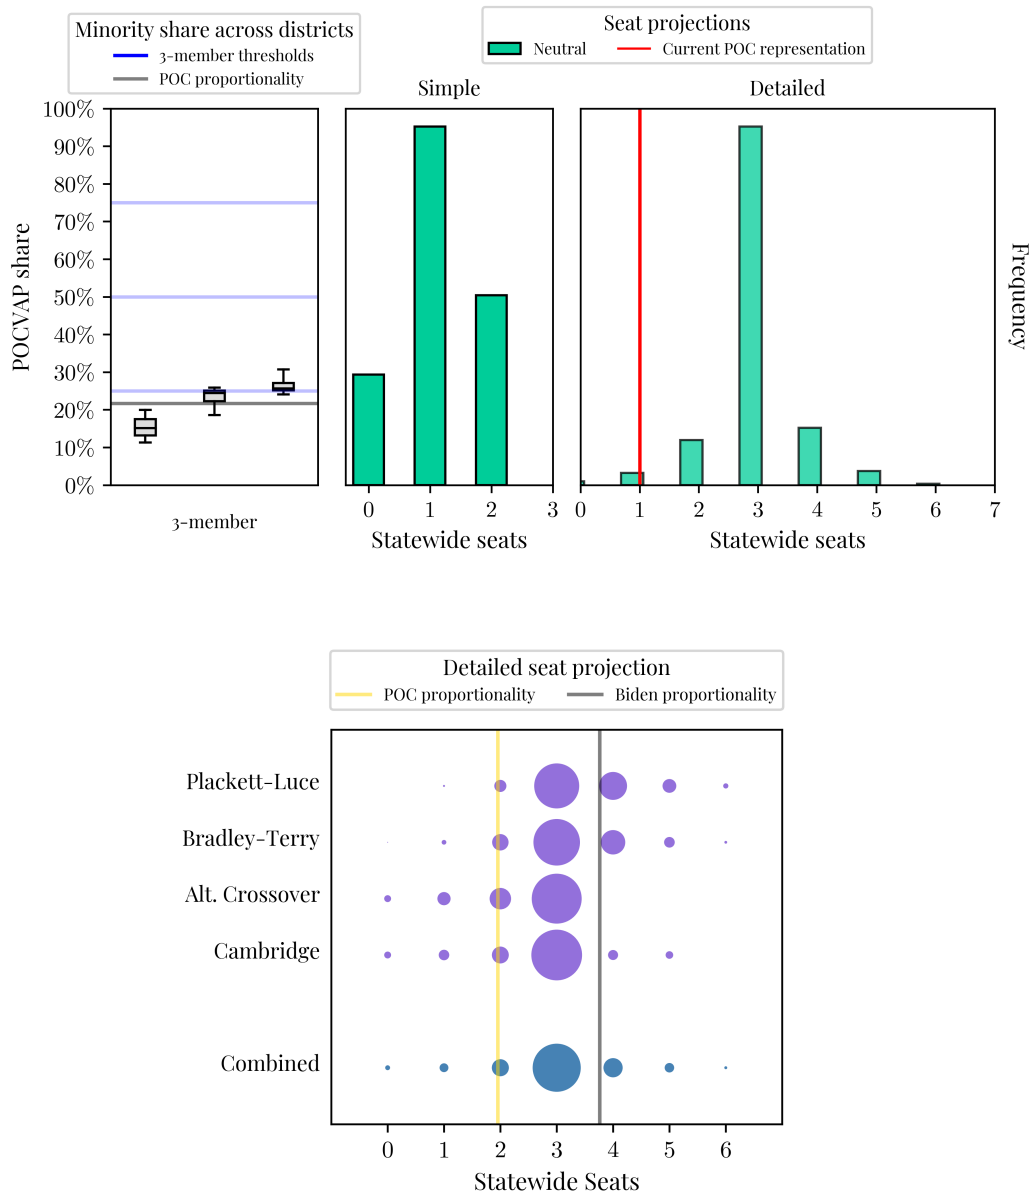 Minority share across districts
3-member thresholds
POC proportionality
Seat projections
Neutral
Current POC representation
Simple
Detailed
100%
90%
80%
70%
60%
50%
40%
30%
20%
10%
0%
POCVAP share
3-member
0 1 2 3
Statewide seats
0 1 2 3 4 5 6 7
Statewide seats
Frequency
Detailed seat projection
POC proportionality
Biden proportionality
Plackett-Luce
Bradley-Terry
Alt. Crossover
Cambridge
Combined
0 1 2 3 4 5 6
Statewide Seats